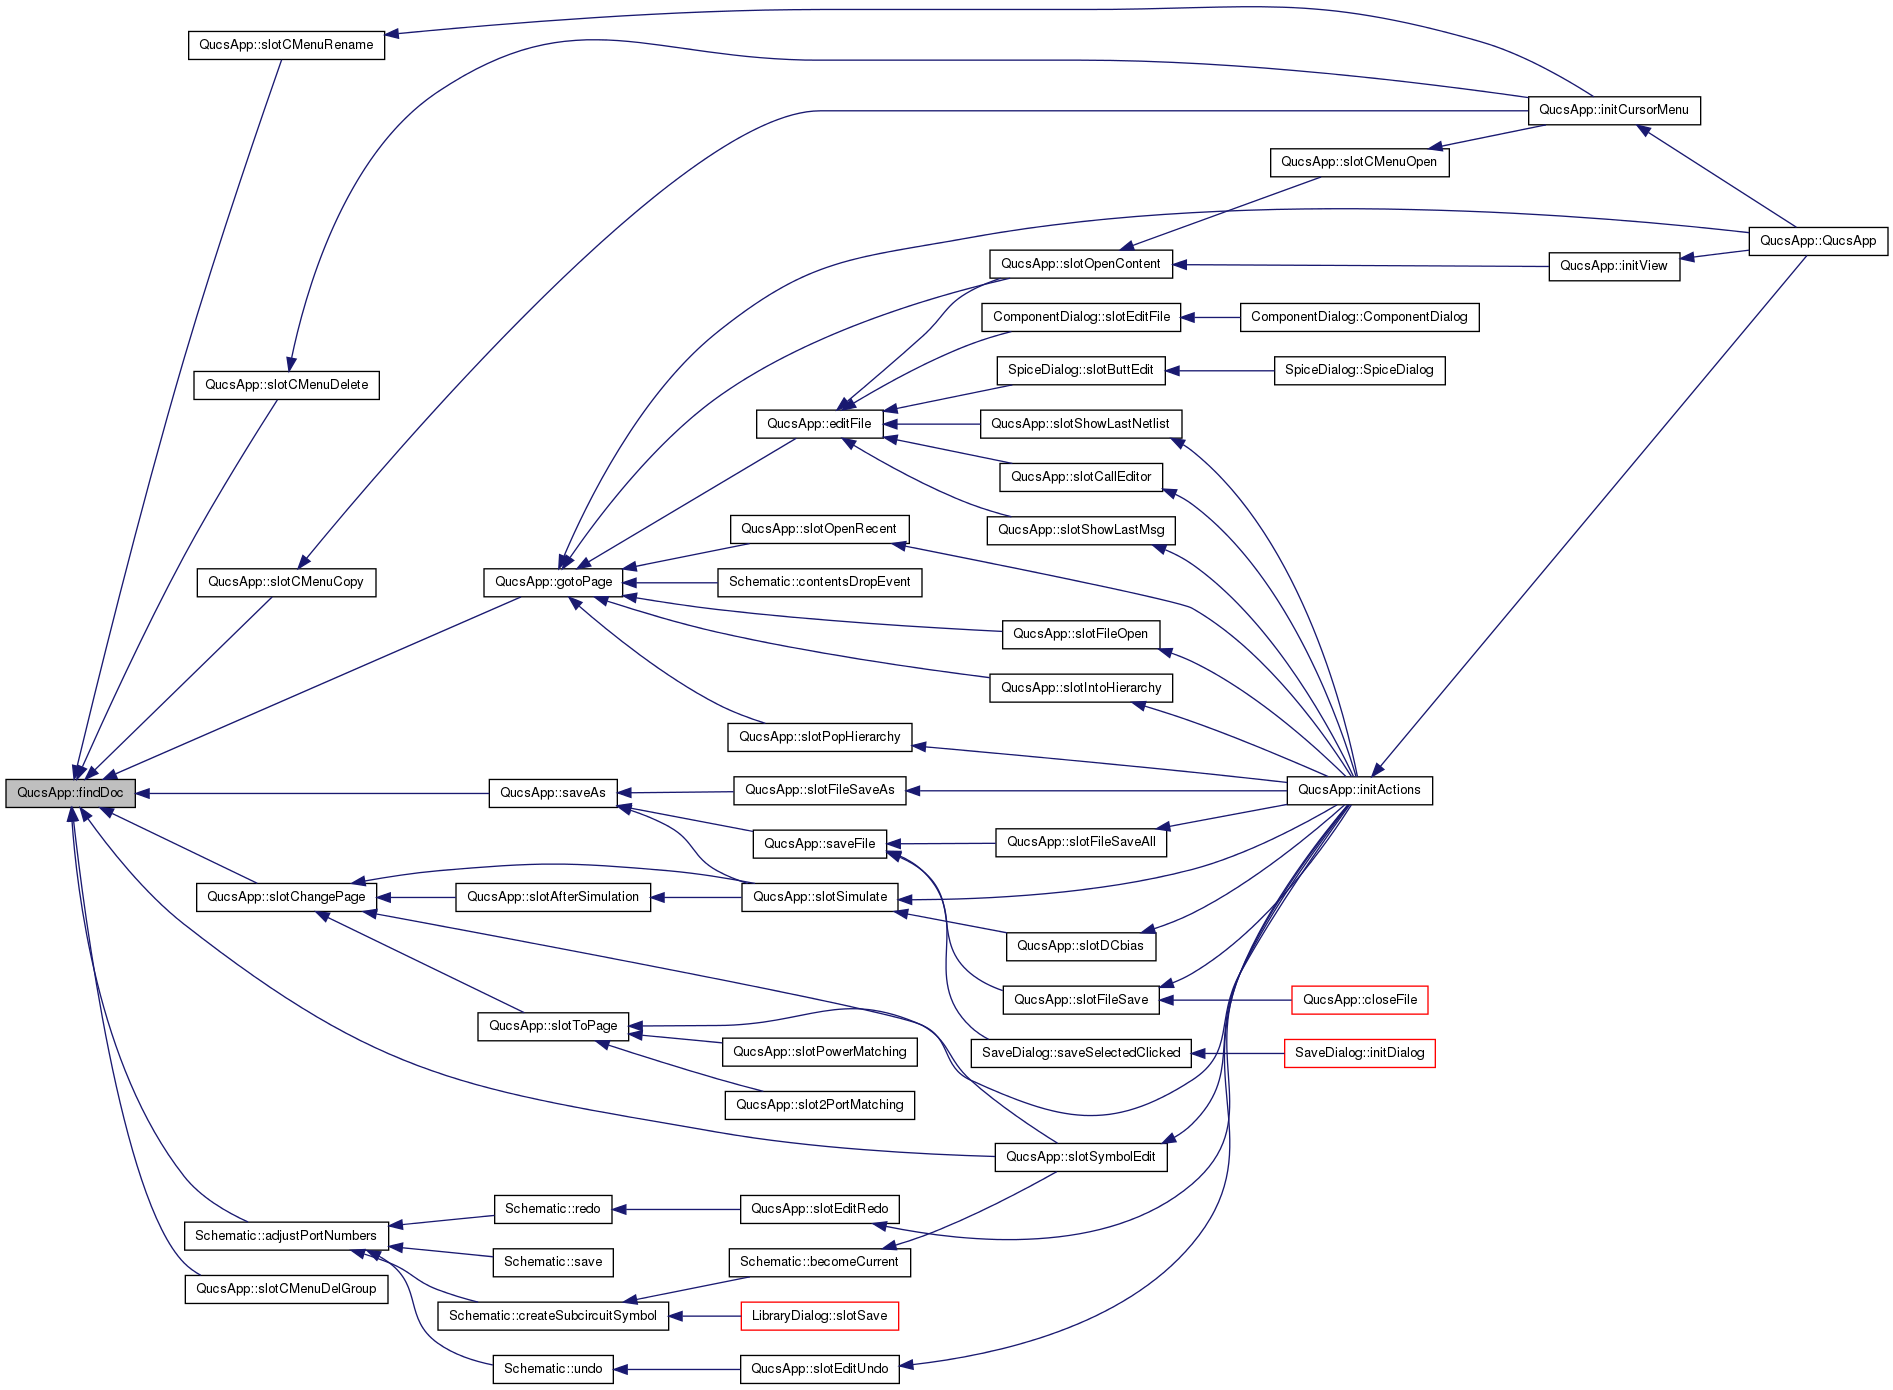 QucsApp::slotCMenuRename
QucsApp::initCursorMenu
QucsApp::slotCMenuOpen
QucsApp::QucsApp
QucsApp::slotOpenContent
QucsApp::initView
ComponentDialog::slotEditFile
ComponentDialog::ComponentDialog
SpiceDialog::slotButtEdit
SpiceDialog::SpiceDialog
QucsApp::slotCMenuDelete
QucsApp::editFile
QucsApp::slotShowLastNetlist
QucsApp::slotCallEditor
QucsApp::slotOpenRecent
QucsApp::slotShowLastMsg
QucsApp::slotCMenuCopy
QucsApp::gotoPage
Schematic::contentsDropEvent
QucsApp::slotFileOpen
QucsApp::slotIntoHierarchy
QucsApp::slotPopHierarchy
QucsApp::findDoc
QucsApp::saveAs
QucsApp::slotFileSaveAs
QucsApp::initActions
QucsApp::saveFile
QucsApp::slotFileSaveAll
QucsApp::slotChangePage
QucsApp::slotAfterSimulation
QucsApp::slotSimulate
QucsApp::slotDCbias
QucsApp::slotFileSave
QucsApp::closeFile
QucsApp::slotToPage
QucsApp::slotPowerMatching
SaveDialog::saveSelectedClicked
SaveDialog::initDialog
QucsApp::slot2PortMatching
QucsApp::slotSymbolEdit
Schematic::redo
QucsApp::slotEditRedo
Schematic::adjustPortNumbers
Schematic::save
Schematic::becomeCurrent
QucsApp::slotCMenuDelGroup
Schematic::createSubcircuitSymbol
LibraryDialog::slotSave
Schematic::undo
QucsApp::slotEditUndo